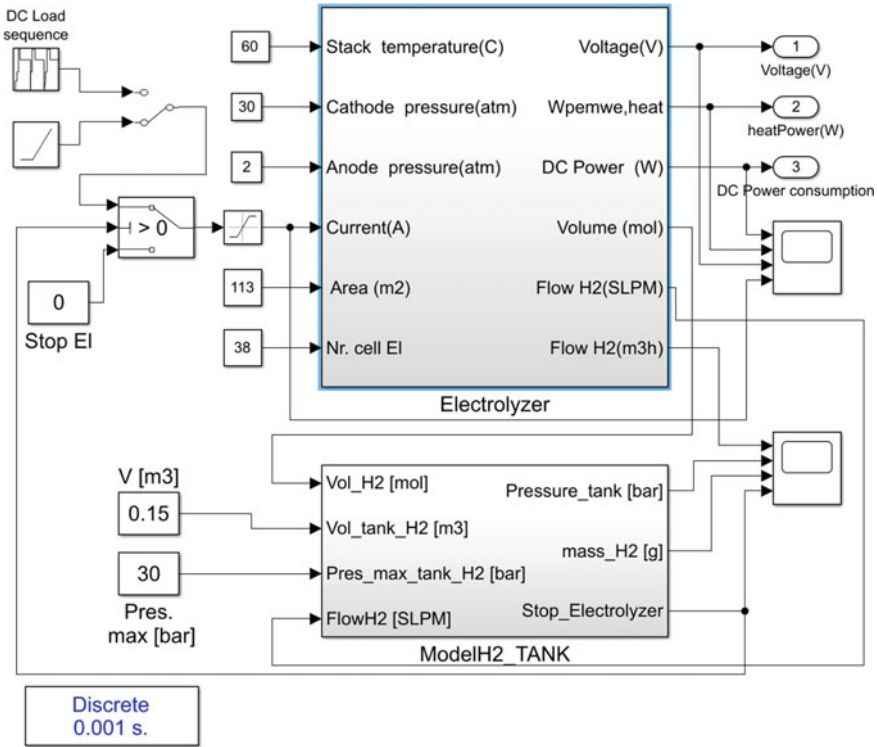 DC Load
sequence
60
Stack temperature(C)
Voltage(V)
1
Voltage(V)
30
Cathode pressure(atm)
Wpemwe,heat
2
heatPower(W)
2
Anode pressure(atm)
DC Power (W)
3
DC Power consumption
> 0
Current(A)
Volume (mol)
113
Area (m2)
Flow H2(SLPM)
0
Stop El
38
Nr. cell El
Flow H2(m3h)
Electrolyzer
V [m3]
0.15
Vol_H2 [mol]
Pressure_tank [bar]
Vol_tank_H2 [m3]
mass_H2 [g]
30
Pres.
max [bar]
Pres_max_tank_H2 [bar]
FlowH2 [SLPM]
Stop_Electrolyzer
ModelH2_TANK
Discrete
0.001 s.